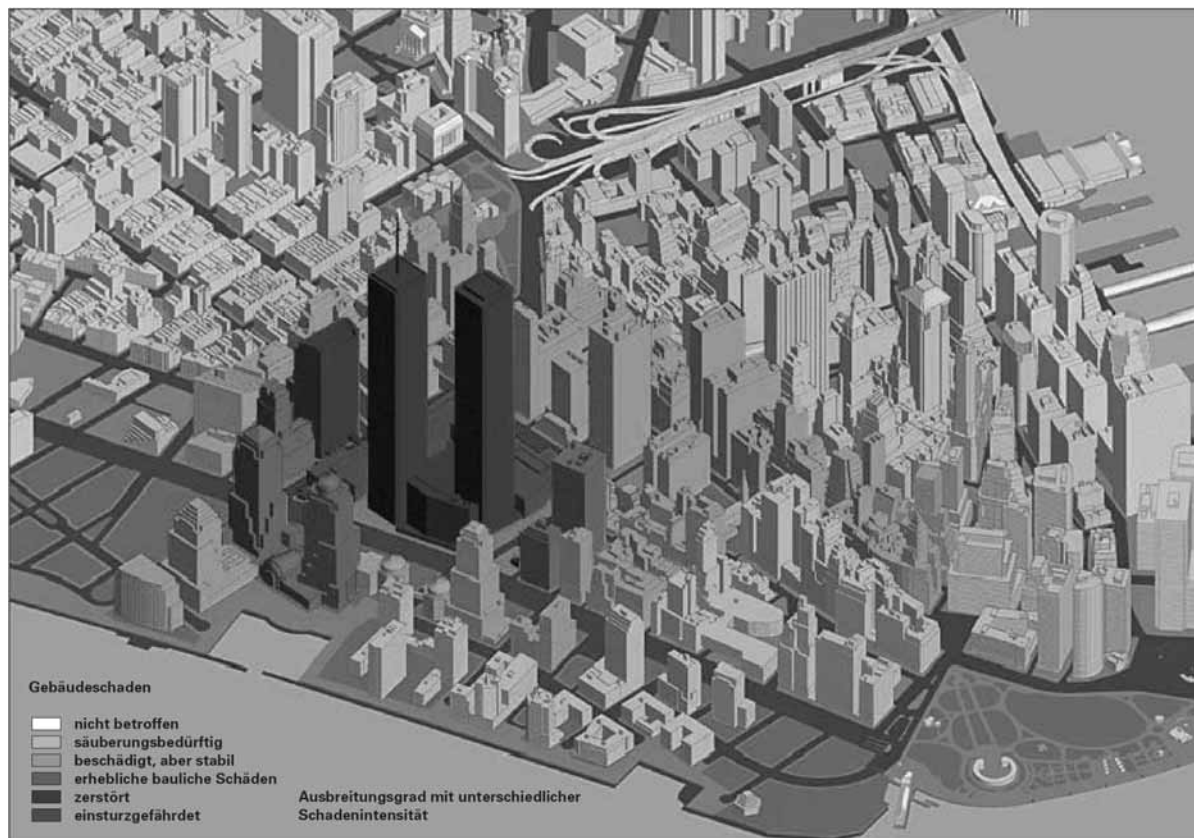 Gebäudeschaden
nicht betroffen
säuberungsbedürftig
beschädigt, aber stabil
erhebliche bauliche Schäden
zerstört
einsturzgefährdet
Ausbreitungsgrad mit unterschiedlicher
Schadenintensität